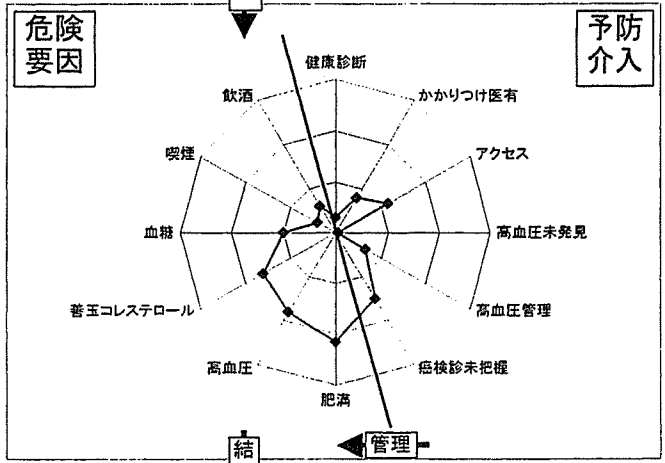 危険
要因
予防
介入
健康診断
飲酒
かかりつけ医有
喫煙
アクセス
血糖
高血圧未発見
善玉コレステロール
高血圧管理
高血圧
癌検診未把握
肥満
結
管理